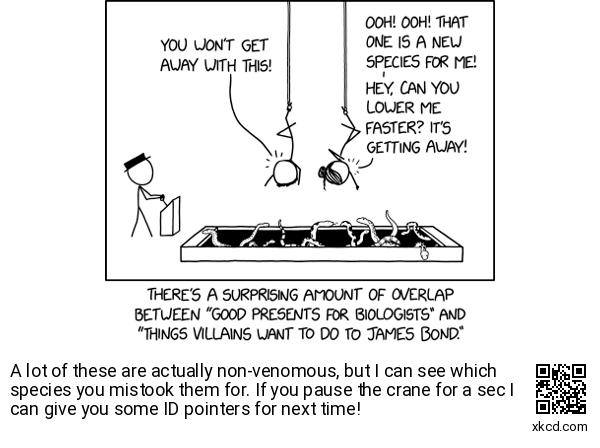 YOU WON'T GET
AWAY WITH THIS!
OOH! OOH! THAT
ONE IS A NEW
SPECIES FOR ME!
HEY, CAN YOU
LOWER ME
FASTER? IT'S
GETTING AWAY!
THERE'S A SURPRISING AMOUNT OF OVERLAP
BETWEEN "GOOD PRESENTS FOR BIOLOGISTS" AND
"THINGS VILLAINS WANT TO DO TO JAMES BOND."
A lot of these are actually non-venomous, but I can see which
species you mistook them for. If you pause the crane for a sec I
can give you some ID pointers for next time!
xkcd.com